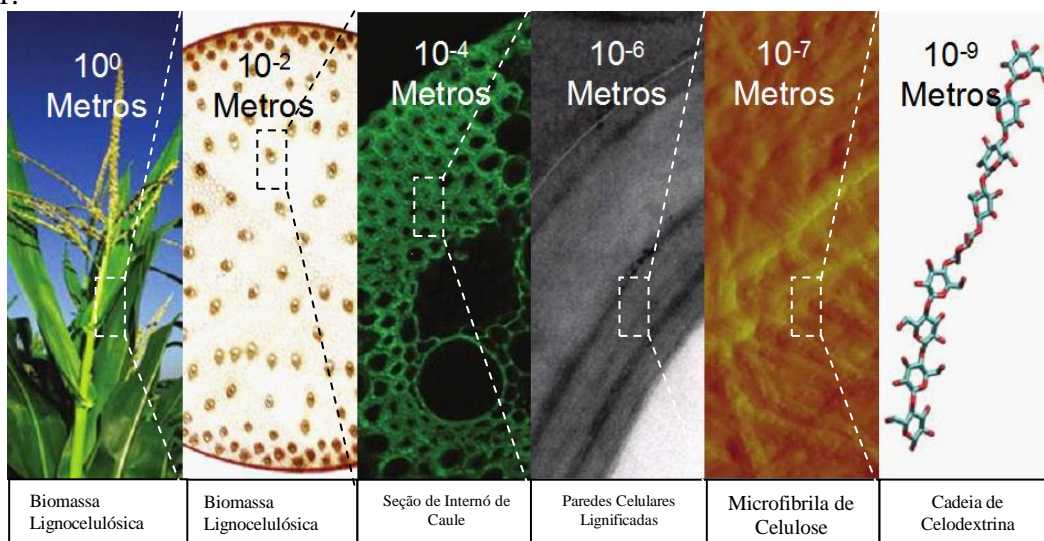 10⁰
Metros
10⁻²
Metros
10⁻⁴
Metros
10⁻⁶
Metros
10⁻⁷
Metros
10⁻⁹
Metros
Biomassa
Lignocelulósica
Biomassa
Lignocelulósica
Seção de Internó de
Caule
Paredes Celulares
Lignificadas
Microfibrila de
Celulose
Cadeia de
Celodextrina